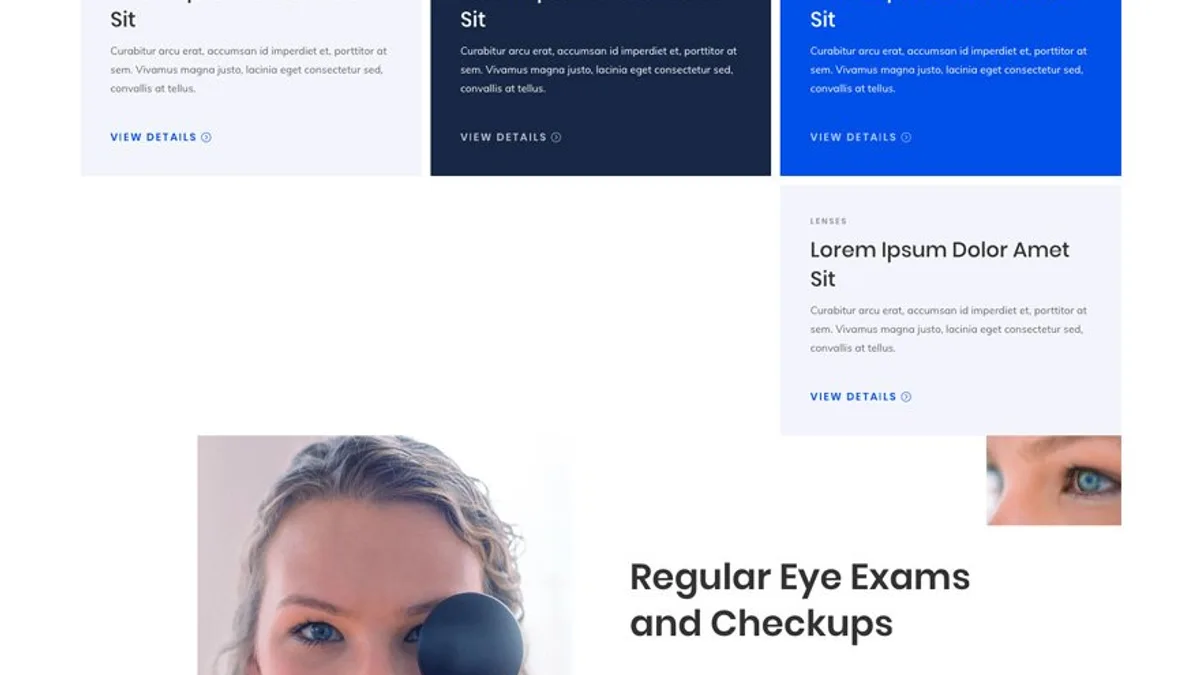 Sit
Curabitur arcu erat, accumsan id imperdiet et, porttitor at
sem. Vivamus magna justo, lacinia eget consectetur sed,
convallis at tellus.
VIEW DETAILS
Sit
Curabitur arcu erat, accumsan id imperdiet et, porttitor at
sem. Vivamus magna justo, lacinia eget consectetur sed,
convallis at tellus.
VIEW DETAILS
Sit
Curabitur arcu erat, accumsan id imperdiet et, porttitor at
sem. Vivamus magna justo, lacinia eget consectetur sed,
convallis at tellus.
VIEW DETAILS
LENSES
Lorem Ipsum Dolor Amet
Sit
Curabitur arcu erat, accumsan id imperdiet et, porttitor at
sem. Vivamus magna justo, lacinia eget consectetur sed,
convallis at tellus.
VIEW DETAILS
Regular Eye Exams
and Checkups